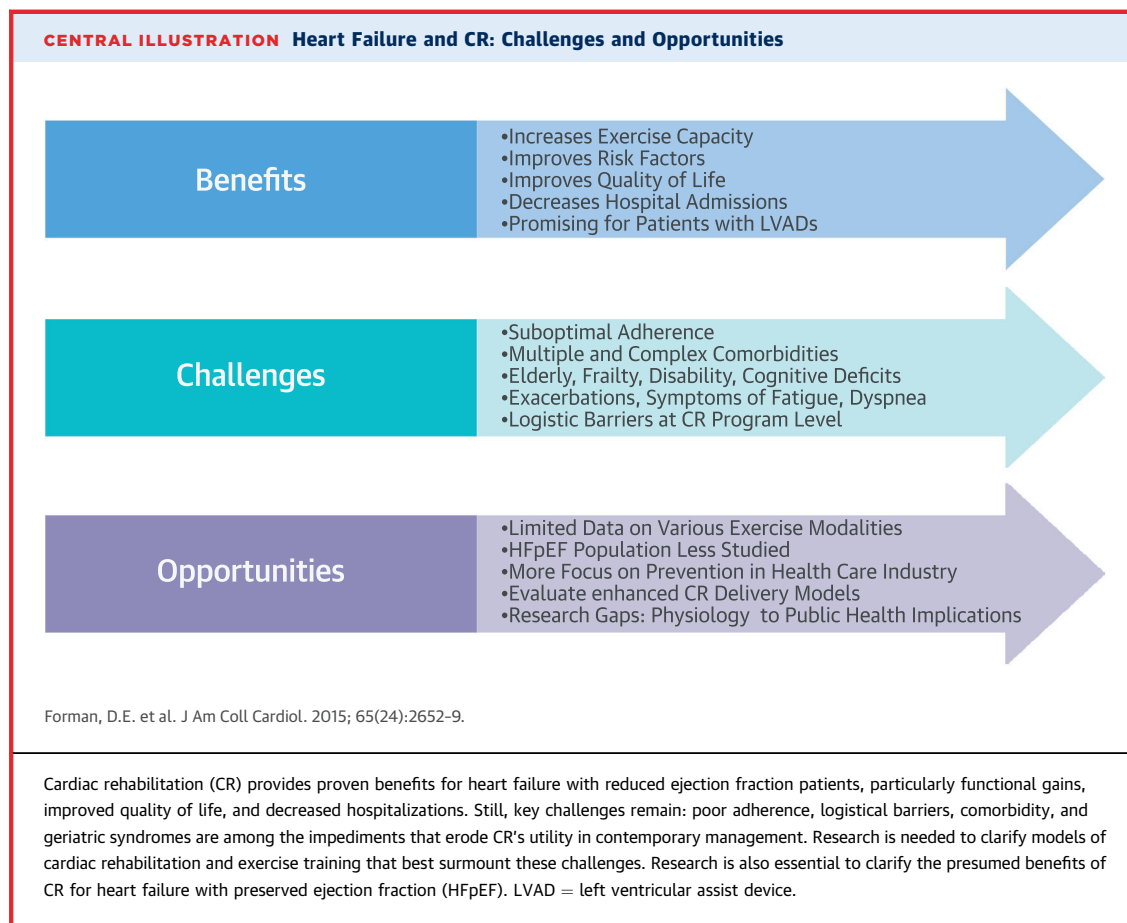 CENTRAL ILLUSTRATION Heart Failure and CR: Challenges and Opportunities
Benefits
•Increases Exercise Capacity
•Improves Risk Factors
•Improves Quality of Life
•Decreases Hospital Admissions
•Promising for Patients with LVADs
Challenges
•Suboptimal Adherence
•Multiple and Complex Comorbidities
•Elderly, Frailty, Disability, Cognitive Deficits
•Exacerbations, Symptoms of Fatigue, Dyspnea
•Logistic Barriers at CR Program Level
Opportunities
•Limited Data on Various Exercise Modalities
•HFpEF Population Less Studied
•More Focus on Prevention in Health Care Industry
•Evaluate enhanced CR Delivery Models
•Research Gaps: Physiology to Public Health Implications
Forman, D.E. et al. J Am Coll Cardiol. 2015; 65(24):2652-9.
Cardiac rehabilitation (CR) provides proven benefits for heart failure with reduced ejection fraction patients, particularly functional gains,
improved quality of life, and decreased hospitalizations. Still, key challenges remain: poor adherence, logistical barriers, comorbidity, and
geriatric syndromes are among the impediments that erode CR's utility in contemporary management. Research is needed to clarify models of
cardiac rehabilitation and exercise training that best surmount these challenges. Research is also essential to clarify the presumed benefits of
CR for heart failure with preserved ejection fraction (HFpEF). LVAD = left ventricular assist device.